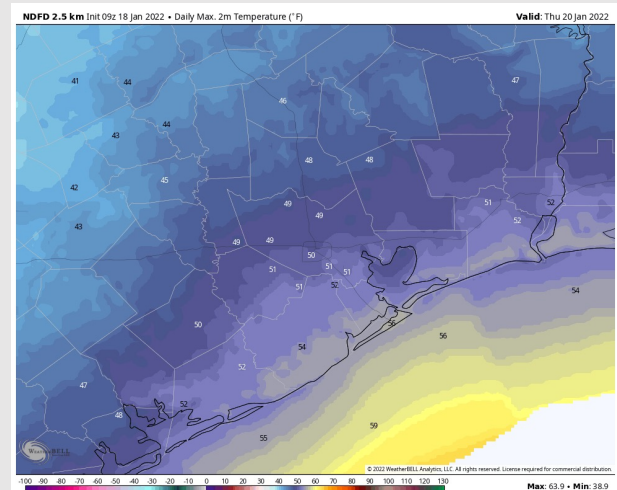 NDFD 2.5 km Init 09z 18 Jan 2022 • Daily Max. 2m Temperature (°F) Valid: Thu 20 Jan 2022
41 44 47
46
44
43
48 48
45
42 51 52
49
43 49 52
49 49
50
51 51 51
51 52
54
50 56
56
54
52
47
52
48
59
55
WeatherBELL
© 2022 WeatherBELL Analytics, LLC. All rights reserved. License required for commercial distribution.
-100 -90 -80 -70 -60 -50 -40 -30 -20 -10 0 10 20 30 40 50 60 70 80 90 100 110 120 130
Max: 63.9 • Min: 38.9